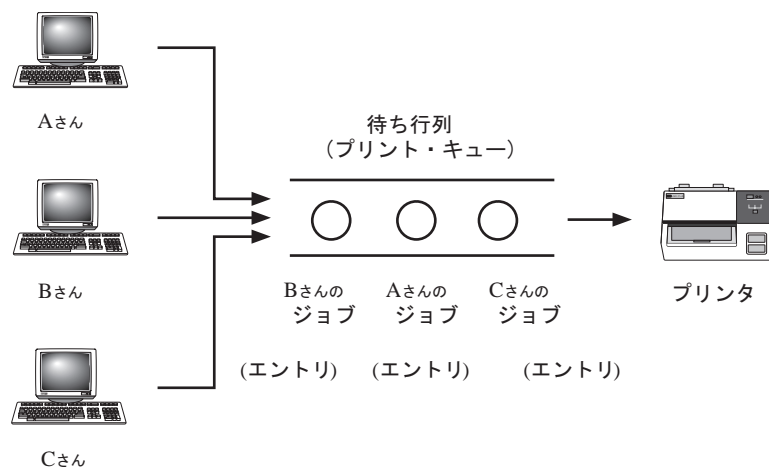 Aさん
待ち行列
（プリント・キュー）
Bさん
Bさんの
ジョブ
Aさんの
ジョブ
Cさんの
ジョブ
プリンタ
(エントリ)
(エントリ)
(エントリ)
Cさん